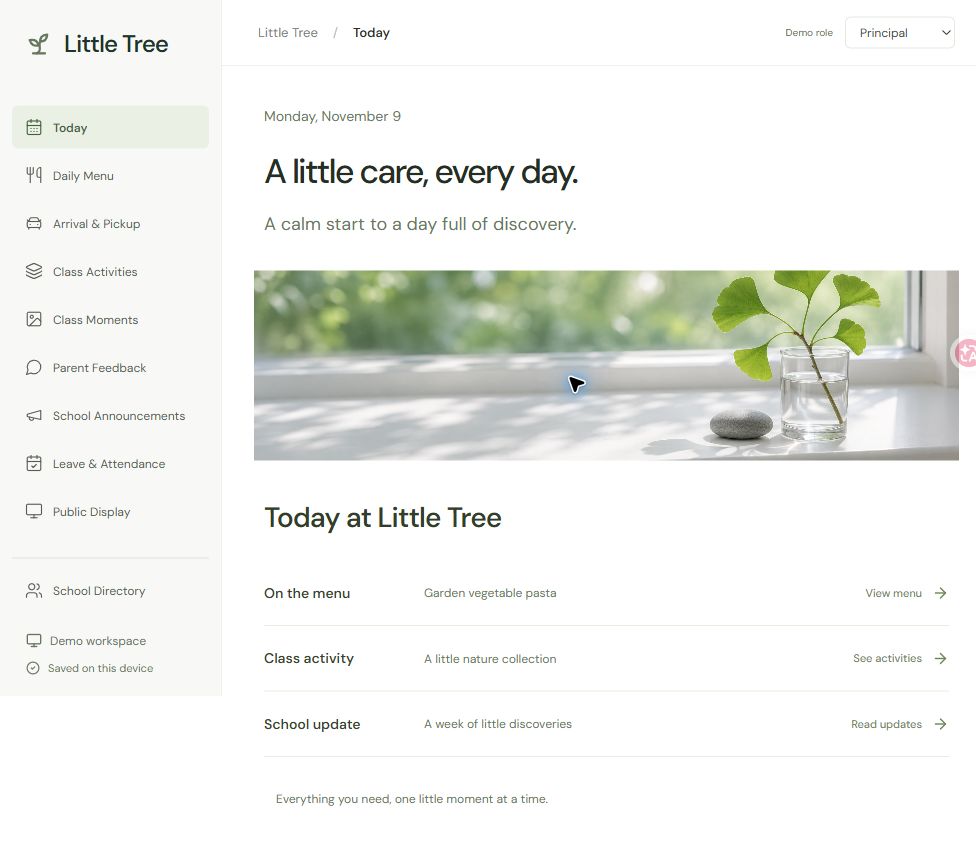 Little Tree
Today
Daily Menu
Arrival & Pickup
Class Activities
Class Moments
Parent Feedback
School Announcements
Leave & Attendance
Public Display
School Directory
Demo workspace
Saved on this device
Little Tree / Today
Demo role
Principal
Monday, November 9
A little care, every day.
A calm start to a day full of discovery.
Today at Little Tree
On the menu Garden vegetable pasta View menu
Class activity A little nature collection See activities
School update A week of little discoveries Read updates
Everything you need, one little moment at a time.